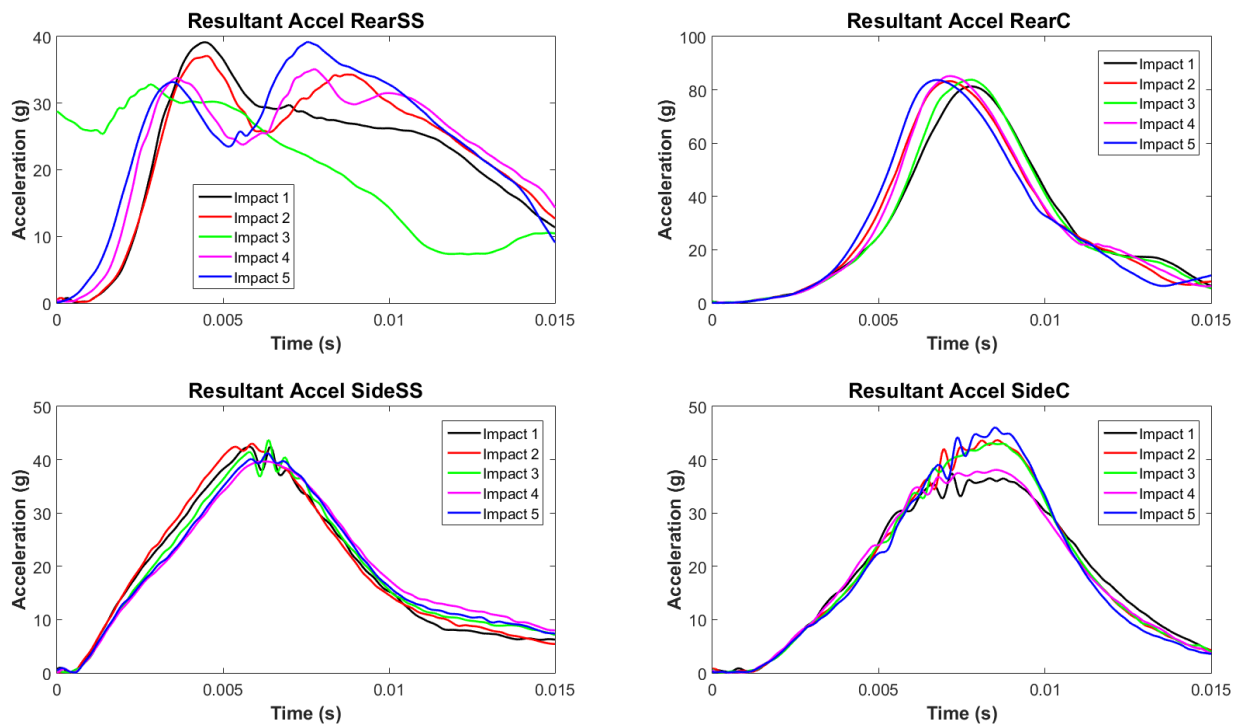 Resultant Accel RearSS
Acceleration (g)
40
30
20
10
0
Impact 1
Impact 2
Impact 3
Impact 4
Impact 5
0 0.005 0.01 0.015
Time (s)
Resultant Accel RearC
Acceleration (g)
100
80
60
40
20
0
Impact 1
Impact 2
Impact 3
Impact 4
Impact 5
0 0.005 0.01 0.015
Time (s)
Resultant Accel SideSS
Acceleration (g)
50
40
30
20
10
0
Impact 1
Impact 2
Impact 3
Impact 4
Impact 5
0 0.005 0.01 0.015
Time (s)
Resultant Accel SideC
Acceleration (g)
50
40
30
20
10
0
Impact 1
Impact 2
Impact 3
Impact 4
Impact 5
0 0.005 0.01 0.015
Time (s)